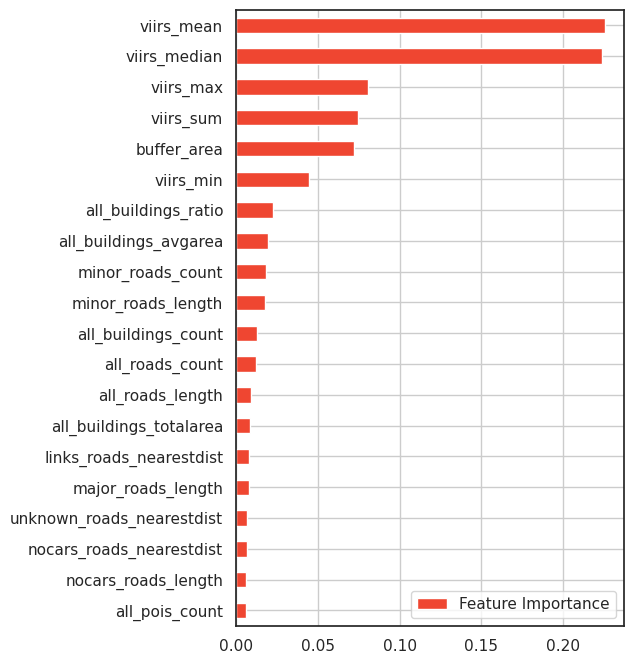 viirs_mean
viirs_median
viirs_max
viirs_sum
buffer_area
viirs_min
all_buildings_ratio
all_buildings_avgarea
minor_roads_count
minor_roads_length
all_buildings_count
all_roads_count
all_roads_length
all_buildings_totalarea
links_roads_nearestdist
major_roads_length
unknown_roads_nearestdist
nocars_roads_nearestdist
nocars_roads_length
all_pois_count
Feature Importance
0.00 0.05 0.10 0.15 0.20